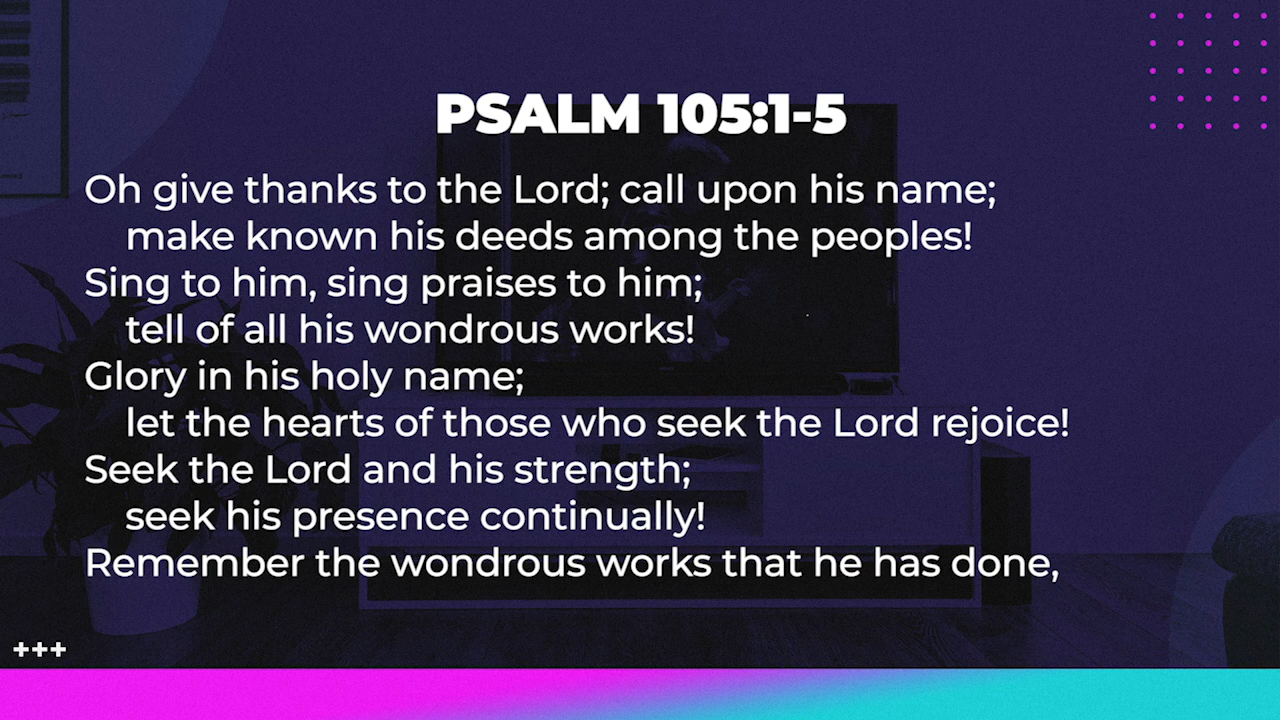 PSALM 105:1-5
Oh give thanks to the Lord; call upon his name;
make known his deeds among the peoples!
Sing to him, sing praises to him;
tell of all his wondrous works!
Glory in his holy name;
let the hearts of those who seek the Lord rejoice!
Seek the Lord and his strength;
seek his presence continually!
Remember the wondrous works that he has done,
+++